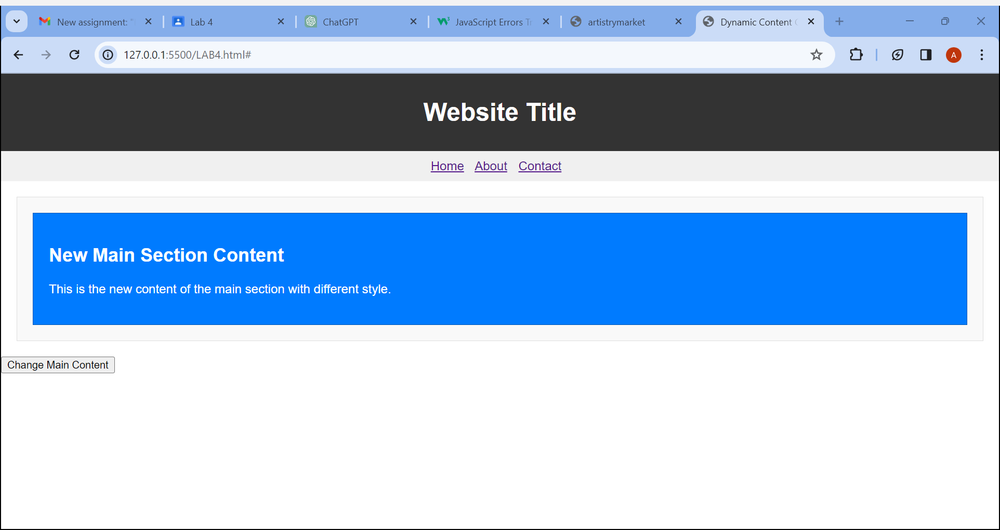 New assignment: "
Lab 4
ChatGPT
JavaScript Errors T
artistrymarket
Dynamic Content
127.0.0.1:5500/LAB4.html#
A
Website Title
Home About Contact
New Main Section Content
This is the new content of the main section with different style.
Change Main Content